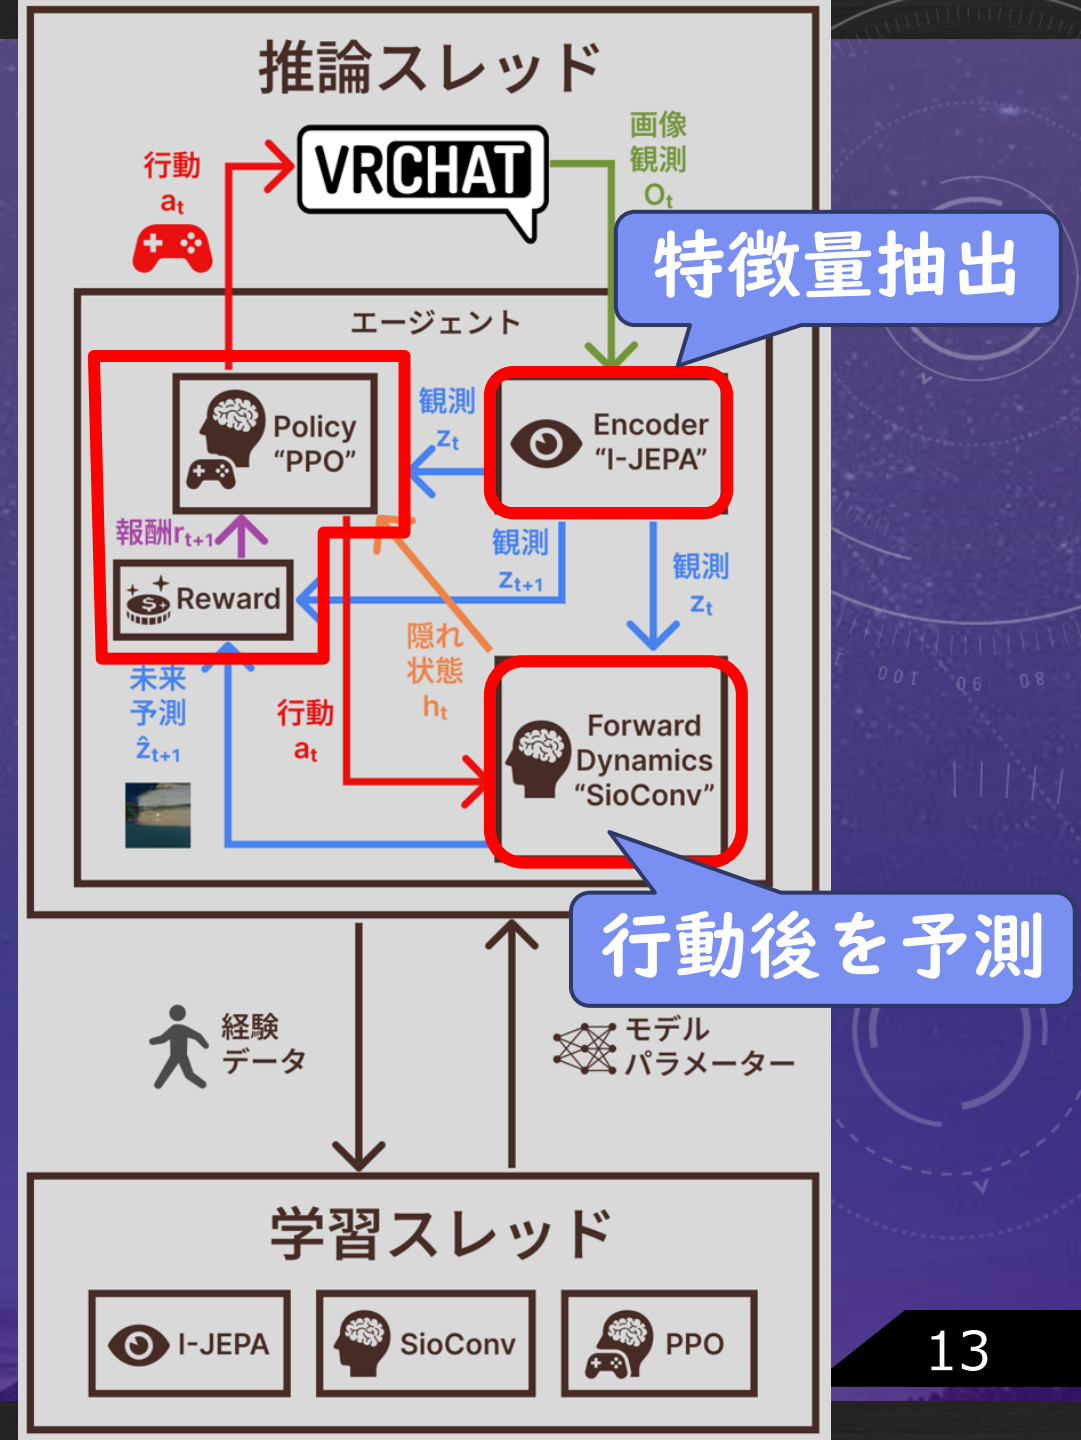 推論スレッド
行動
at
VRCHAT
画像
観測
Ot
特徴量抽出
エージェント
Policy
“PPO”
観測
zt
Encoder
“I-JEPA”
報酬rt+1
観測
zt+1
観測
zt
Reward
隠れ
状態
ht
未来
予測
ẑt+1
行動
at
Forward
Dynamics
“SioConv”
行動後を予測
経験
データ
モデル
パラメーター
学習スレッド
I-JEPA
SioConv
PPO
100
90
80
13